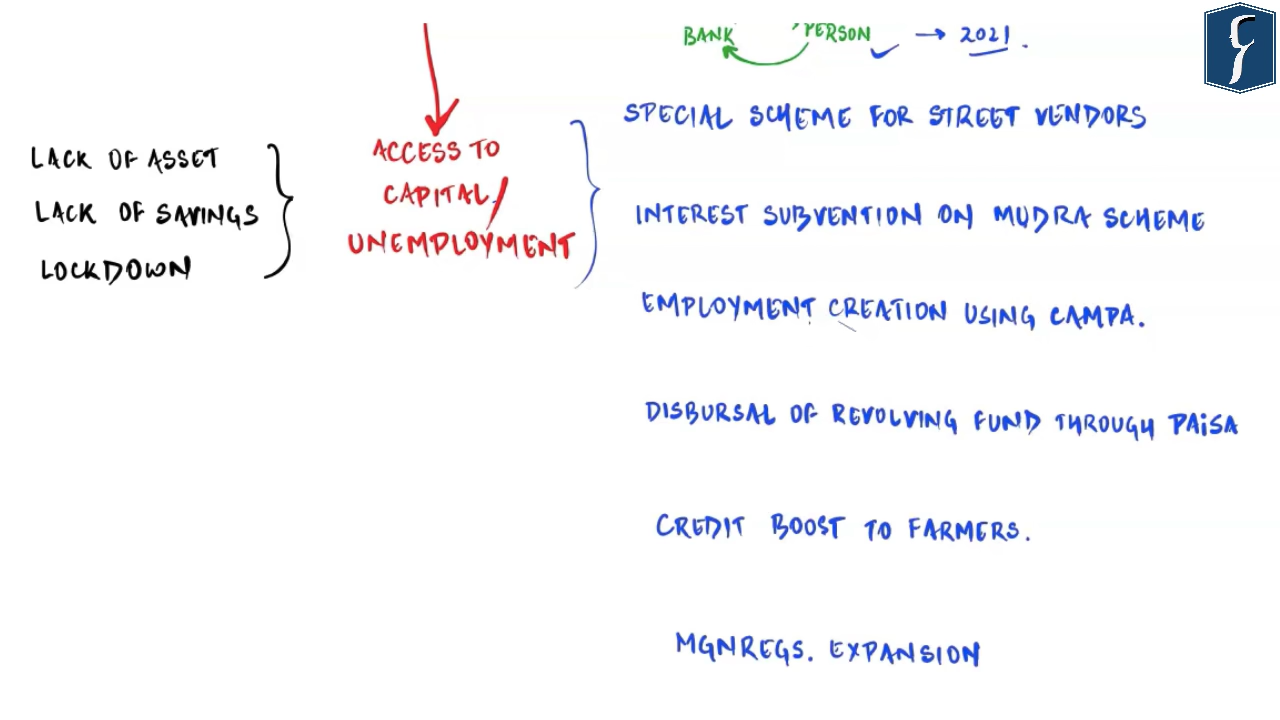 BANK PERSON → 2021.
SPECIAL SCHEME FOR STREET VENDORS
LACK OF ASSET
LACK OF SAVINGS
LOCKDOWN
ACCESS TO
CAPITAL/
UNEMPLOYMENT
INTEREST SUBVENTION ON MUDRA SCHEME
EMPLOYMENT CREATION USING CAMPA.
DISBURSAL OF REVOLVING FUND THROUGH PAiSA
CREDIT BOOST TO FARMERS.
MGNREGS. EXPANSION